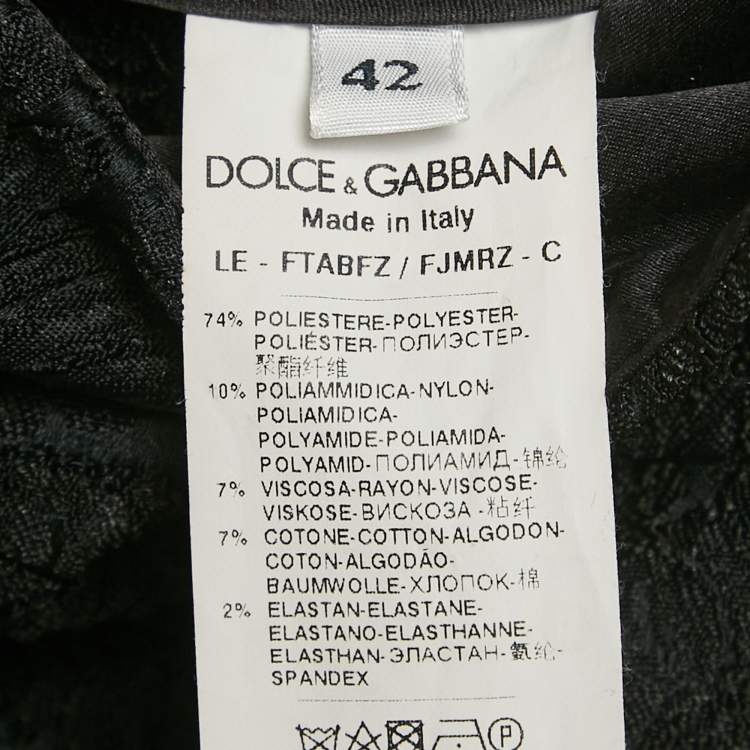 42
DOLCE & GABBANA
Made in Italy
LE - FTABFZ / FJMRZ - C
74% POLIESTERE-POLYESTER-
POLIÉSTER-ПОЛИЭСТЕР-
聚酯纤维
10% POLIAMMIDICA-NYLON-
POLIAMIDICA-
POLYAMIDE-POLIAMIDA-
POLYAMID-ПОЛИАМИД-锦纶
7% VISCOSA-RAYON-VISCOSE-
VISKOSE-ВИСКОЗА -粘纤
7% COTONE-COTTON-ALGODON-
COTON-ALGODÃO-
BAUMWOLLE-ХЛОПОК-棉
2% ELASTAN-ELASTANE-
ELASTANO-ELASTHANNE-
ELASTHAN-ЭЛАСТАН-氨纶-
SPANDEX
P